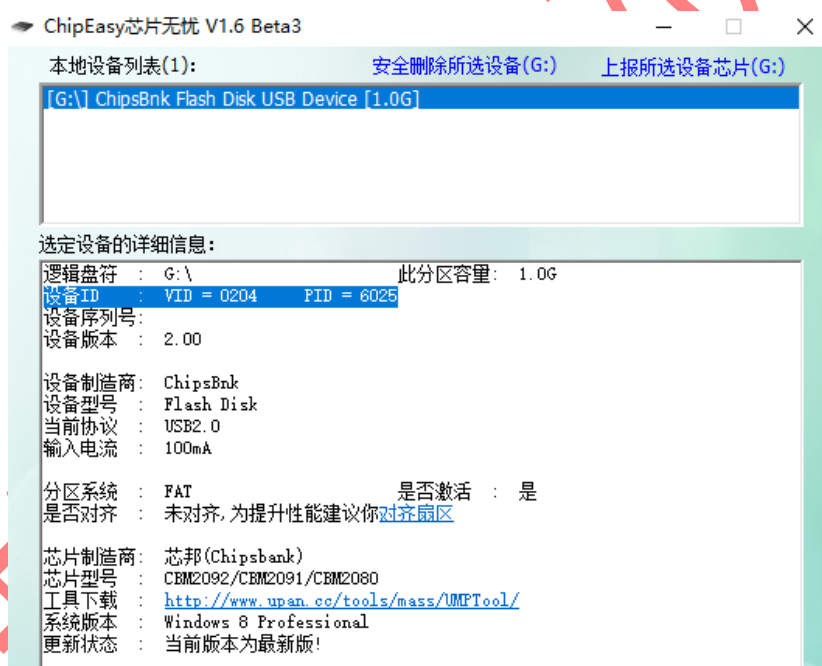 ChipEasy芯片无忧 V1.6 Beta3
本地设备列表(1): 安全删除所选设备(G:) 上报所选设备芯片(G:)
[G:\] ChipsBnk Flash Disk USB Device [1.0G]
选定设备的详细信息:
逻辑盘符 : G:\ 此分区容量: 1.0G
设备ID : VID = 0204 PID = 6025
设备序列号:
设备版本 : 2.00
设备制造商: ChipsBnk
设备型号 : Flash Disk
当前协议 : USB2.0
输入电流 : 100mA
分区系统 : FAT 是否激活 : 是
是否对齐 : 未对齐,为提升性能建议你对齐扇区
芯片制造商: 芯邦(Chipsbank)
芯片型号 : CBM2092/CBM2091/CBM2080
工具下载 : http://www.upan.cc/tools/mass/UMPTool/
系统版本 : Windows 8 Professional
更新状态 : 当前版本为最新版!